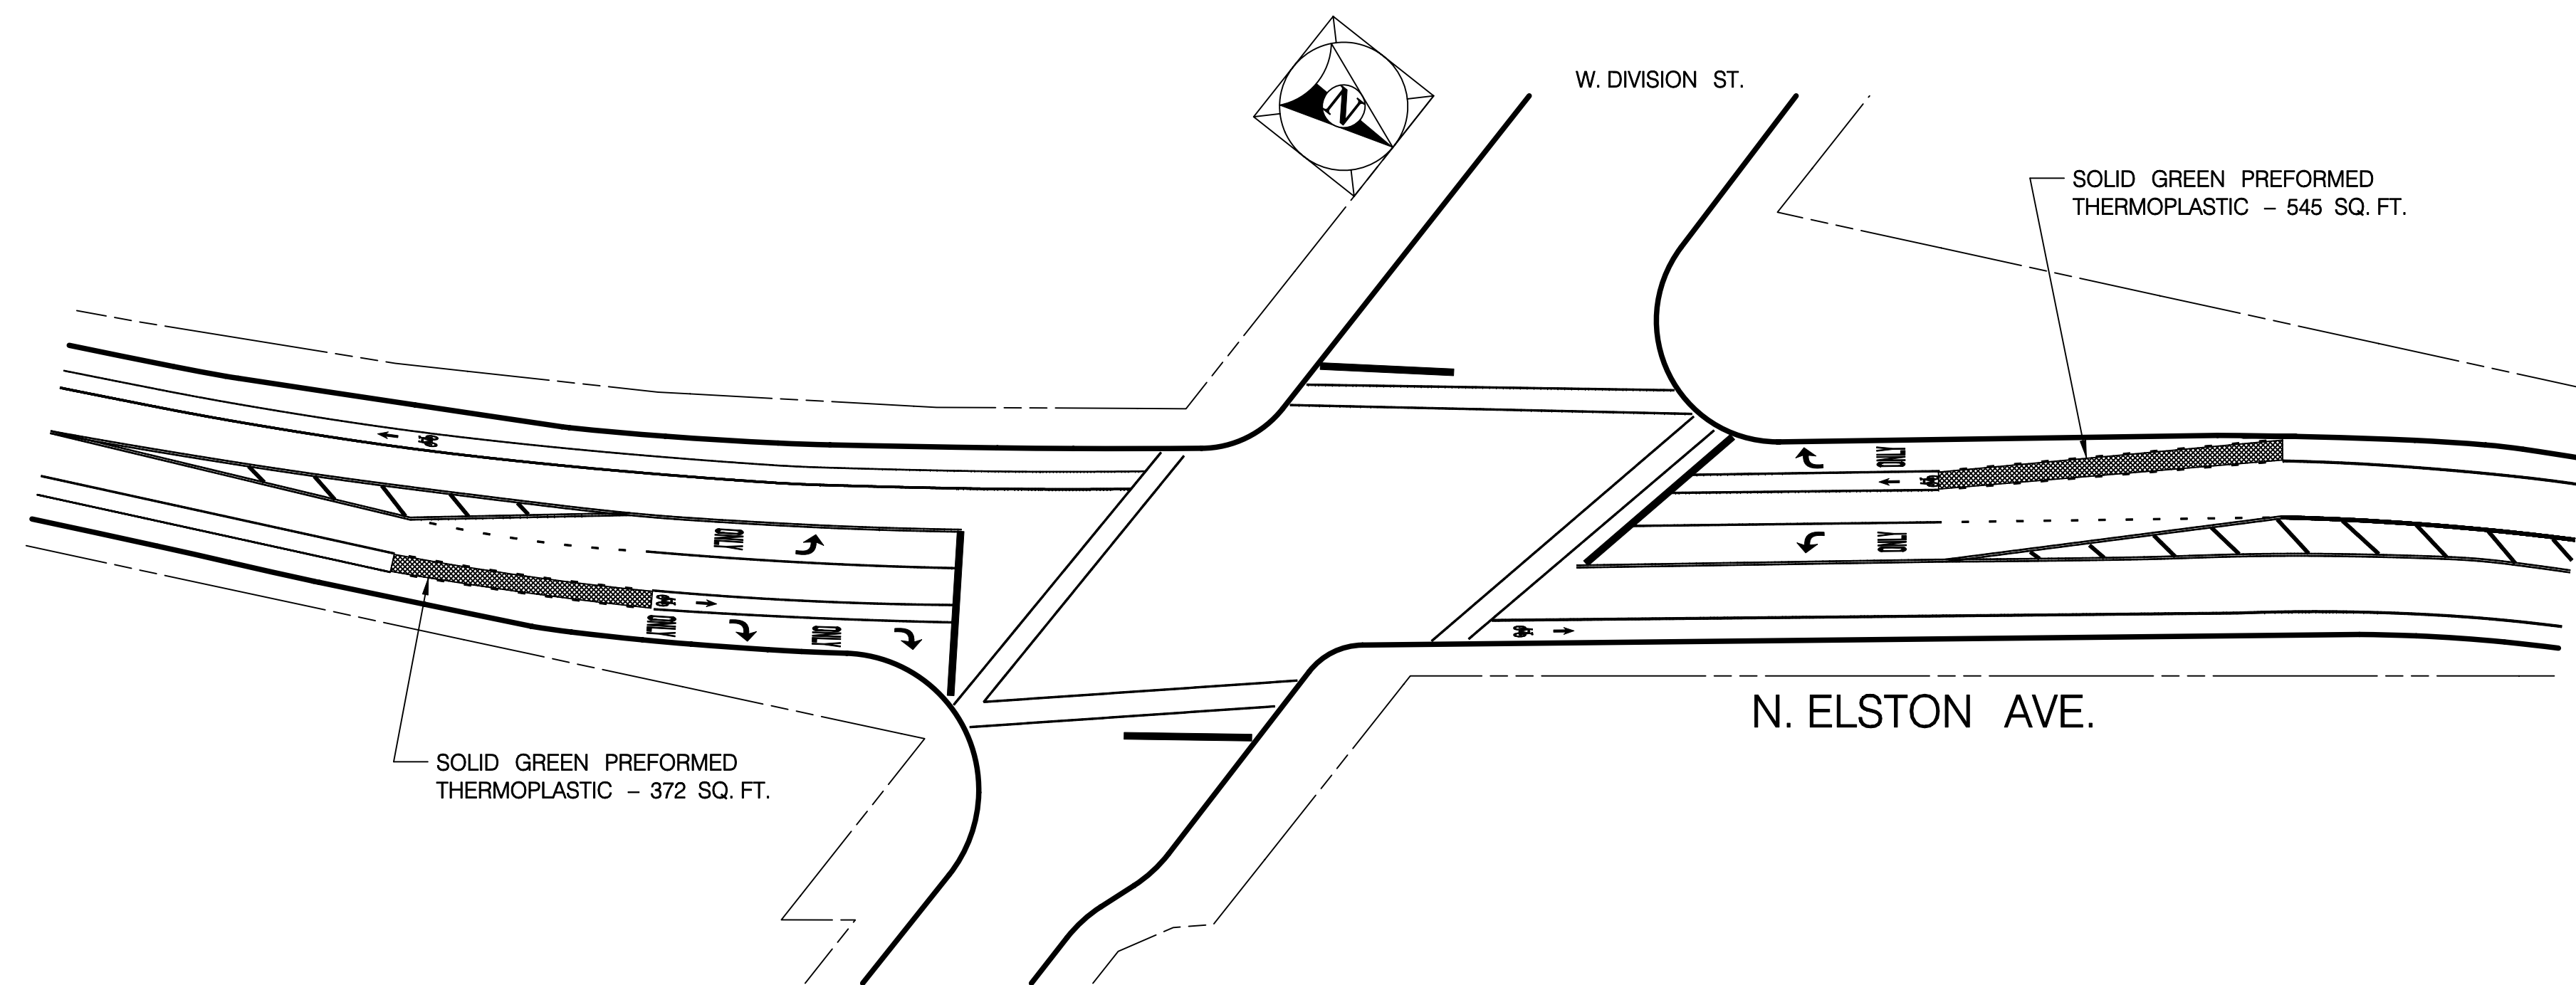 W. DIVISION ST.
N
SOLID GREEN PREFORMED
THERMOPLASTIC - 545 SQ. FT.
ONLY
ONLY
ONLY
ONLY
ONLY
N. ELSTON AVE.
SOLID GREEN PREFORMED
THERMOPLASTIC - 372 SQ. FT.